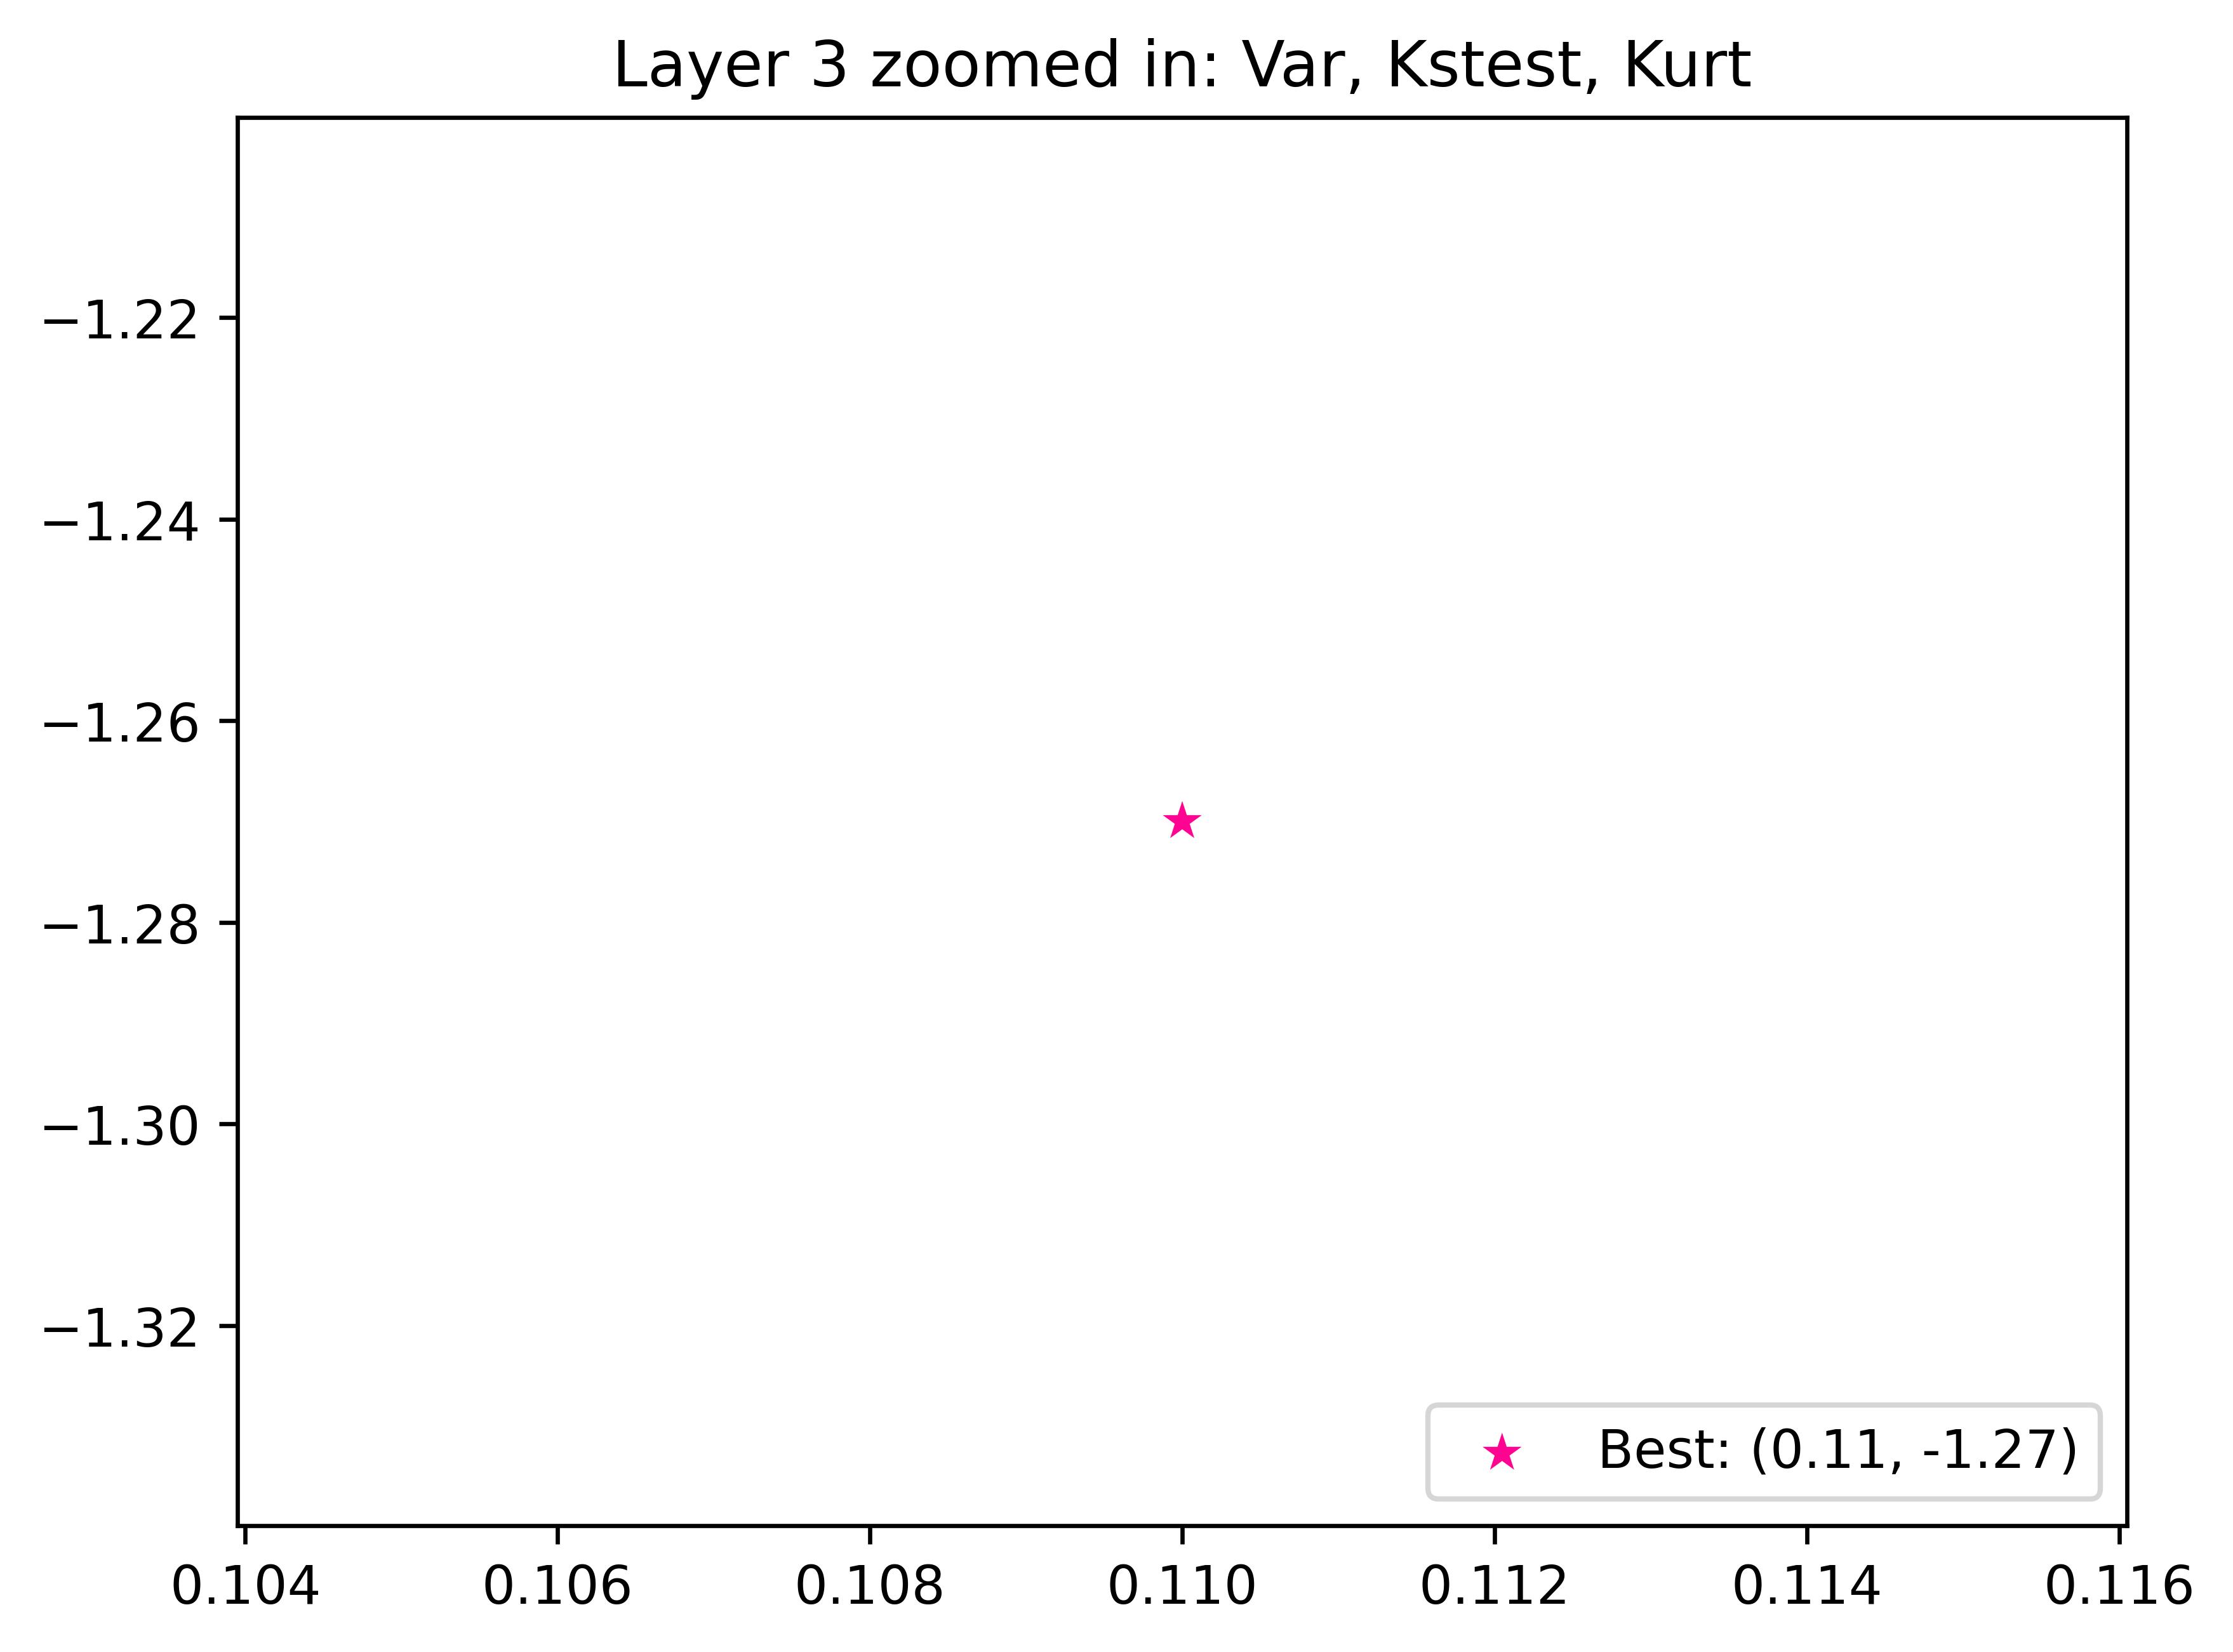 Layer 3 zoomed in: Var, Kstest, Kurt
−1.22
−1.24
−1.26
−1.28
−1.30
−1.32
Best: (0.11, -1.27)
0.104 0.106 0.108 0.110 0.112 0.114 0.116